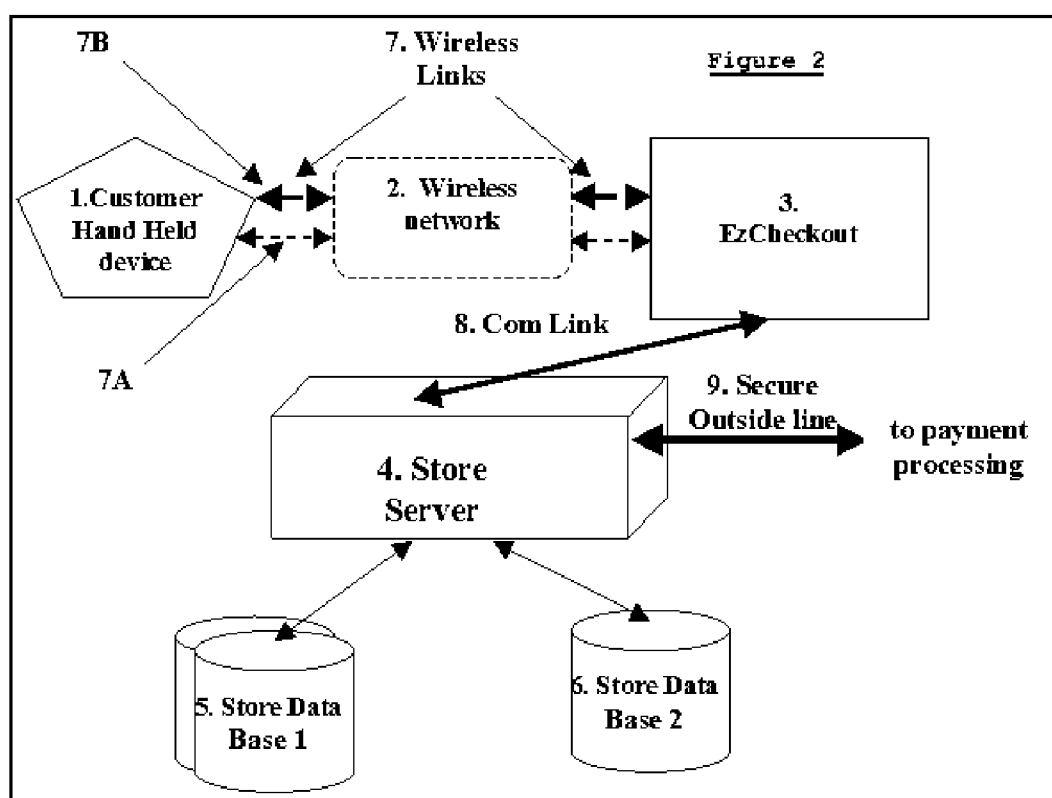 7B
7. Wireless
Links
Figure 2
1.Customer
Hand Held
device
2. Wireless
network
3.
EzCheckout
8. Com Link
7A
9. Secure
Outside line
to payment
processing
4. Store
Server
5. Store Data
Base 1
6. Store Data
Base 2